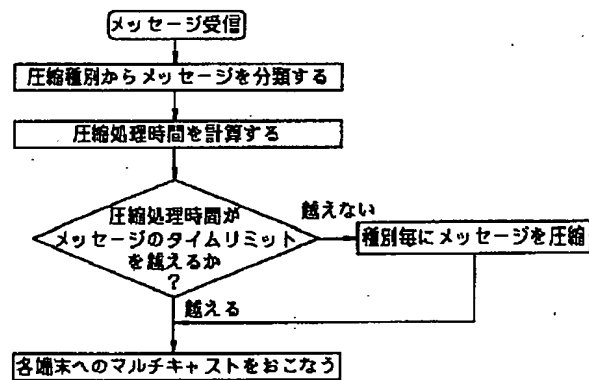 メッセージ受信
圧縮種別からメッセージを分類する
圧縮処理時間を計算する
圧縮処理時間が
メッセージのタイムリミット
を越えるか
?
越えない
種別毎にメッセージを圧縮
越える
各端末へのマルチキャストをおこなう